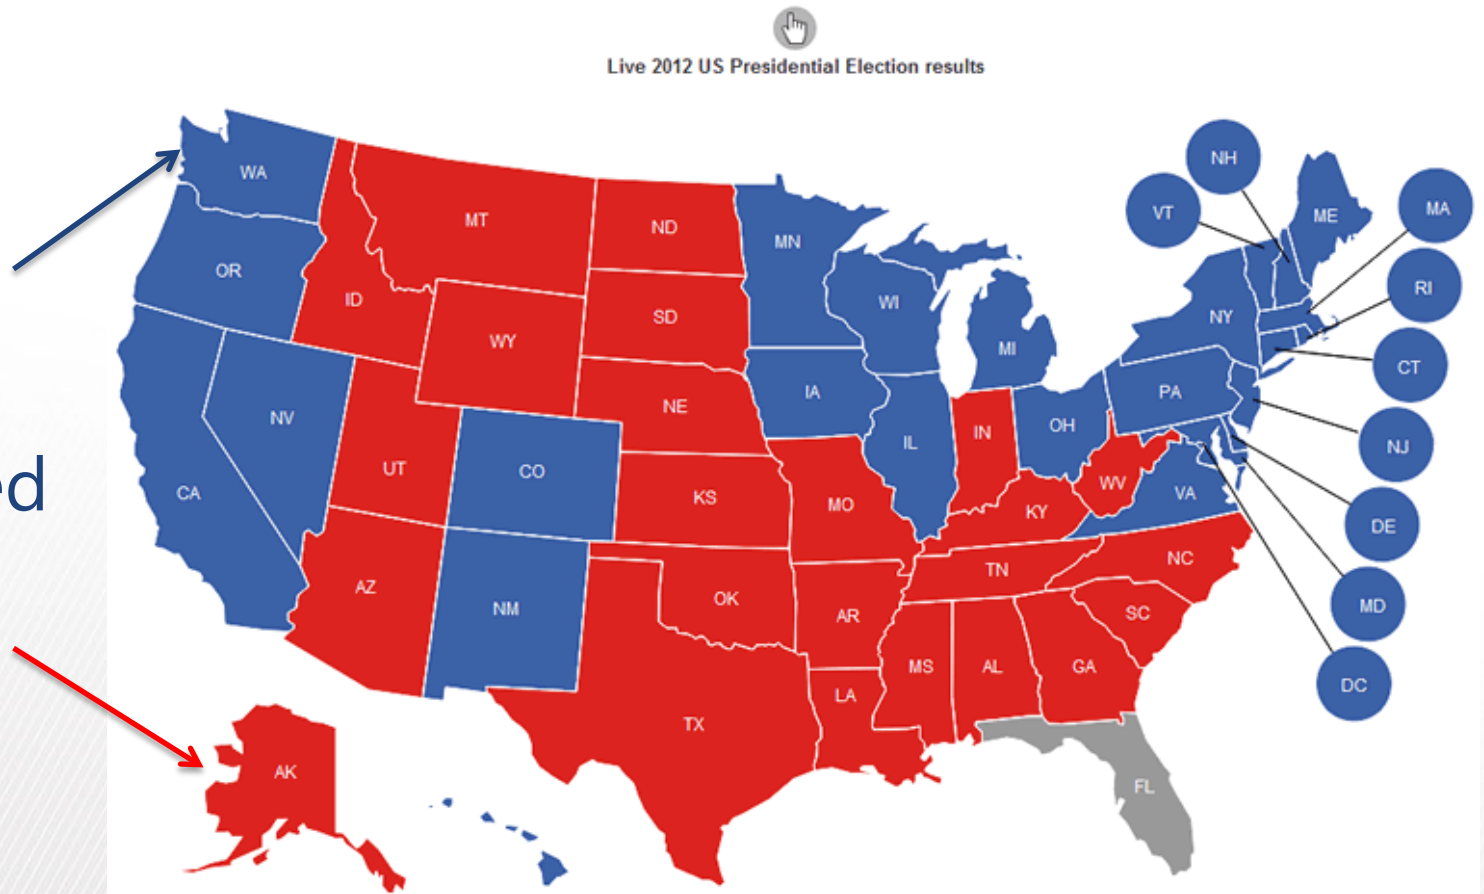 Live 2012 US Presidential Election results
WA
MT
ND
MN
OR
ID
SD
WI
WY
MI
NY
ME
VT
NH
MA
RI
CT
NJ
DE
MD
DC
NV
UT
CO
NE
IA
IL
IN
OH
PA
CA
KS
MO
KY
WV
VA
ed
AZ
NM
OK
AR
TN
NC
SC
TX
LA
MS
AL
GA
FL
AK